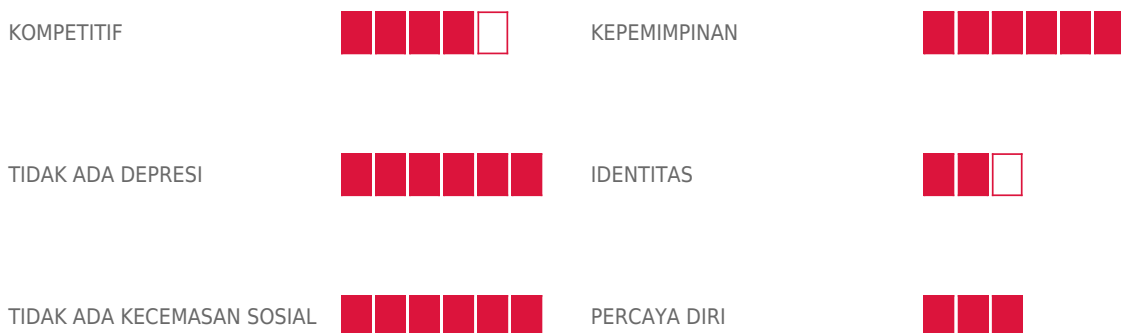 KOMPETITIF
KEPEMIMPINAN
TIDAK ADA DEPRESI
IDENTITAS
TIDAK ADA KECEMASAN SOSIAL
PERCAYA DIRI